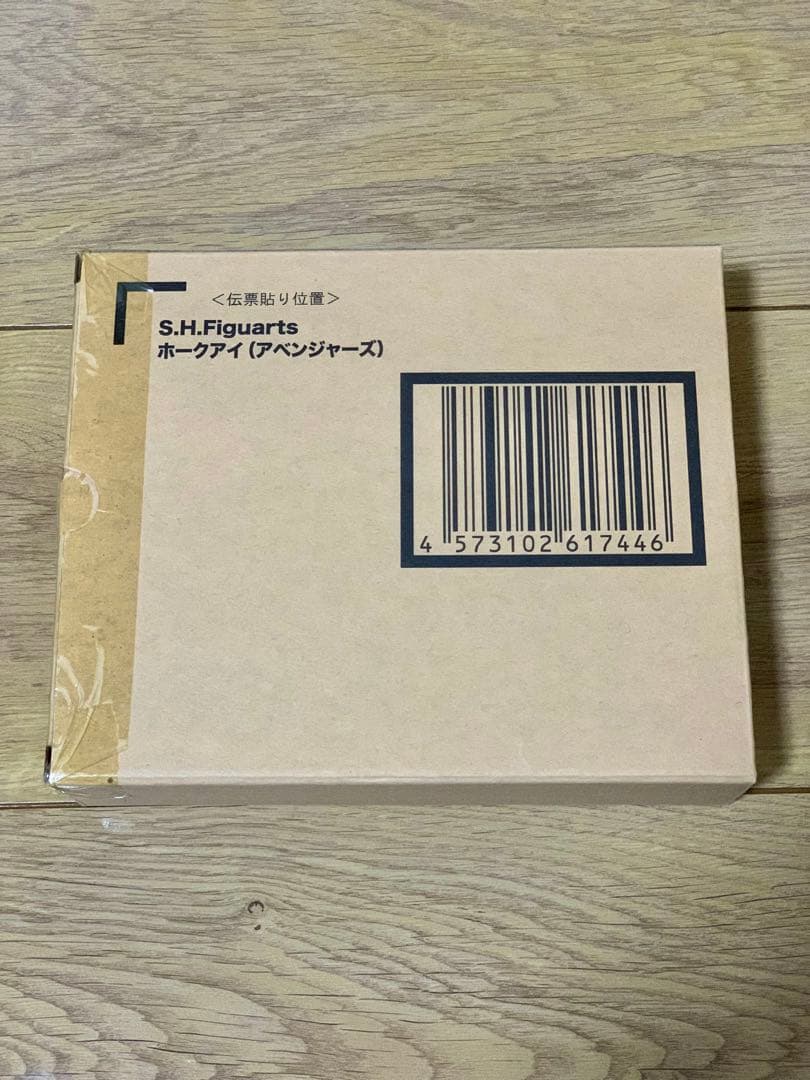 ＜伝票貼り位置＞
S.H.Figuarts
ホークアイ（アベンジャーズ）
4 573102 617446